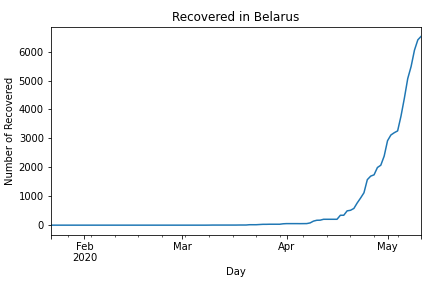 Recovered in Belarus
Number of Recovered
6000
5000
4000
3000
2000
1000
0
Feb
2020
Mar
Apr
May
Day